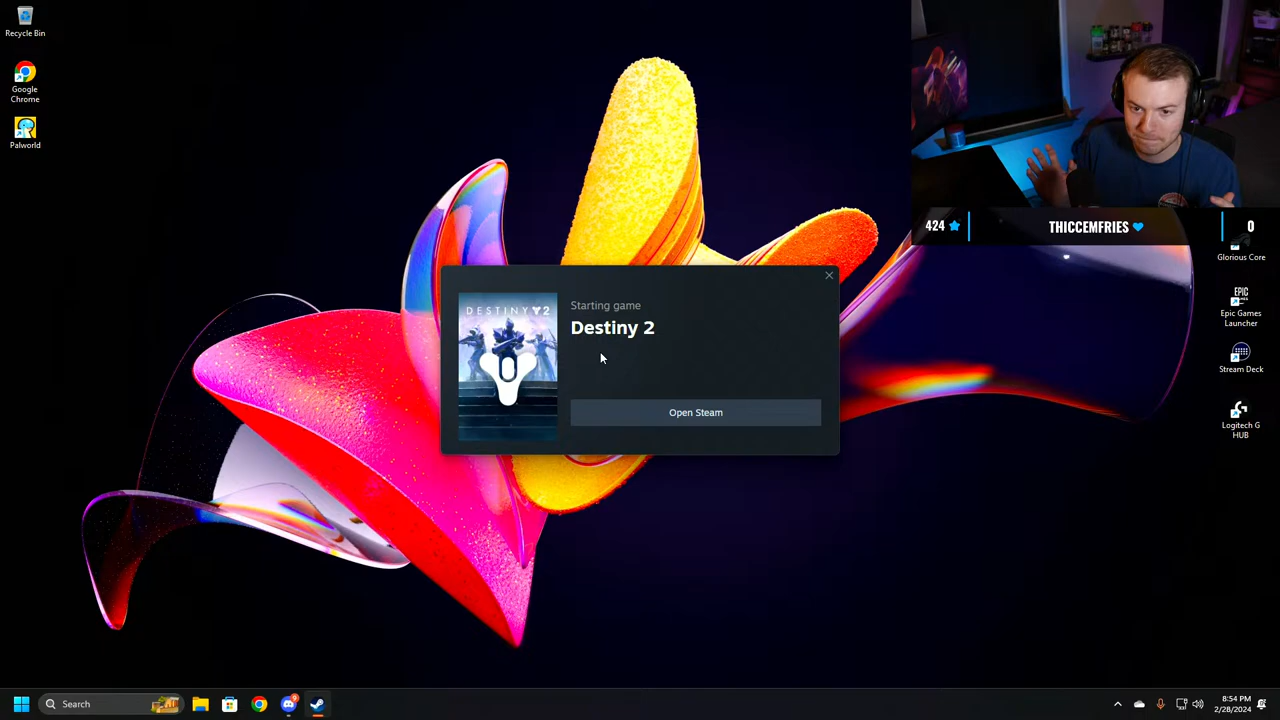 Recycle Bin
Google
Chrome
Palworld
424
THICCEMFRIES
0
Glorious Core
Epic Games
Launcher
Stream Deck
Logitech G
HUB
DESTINY 2
Starting game
Destiny 2
Open Steam
Search
9
8:54 PM
2/28/2024